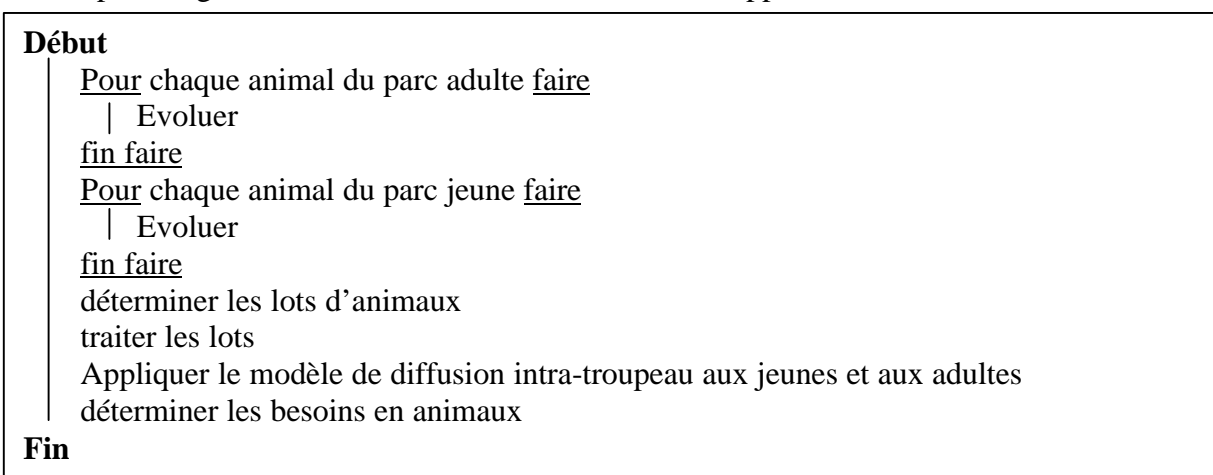 Début
Pour chaque animal du parc adulte faire
Evoluer
fin faire
Pour chaque animal du parc jeune faire
Evoluer
fin faire
déterminer les lots d'animaux
traiter les lots
Appliquer le modèle de diffusion intra-troupeau aux jeunes et aux adultes
déterminer les besoins en animaux
Fin